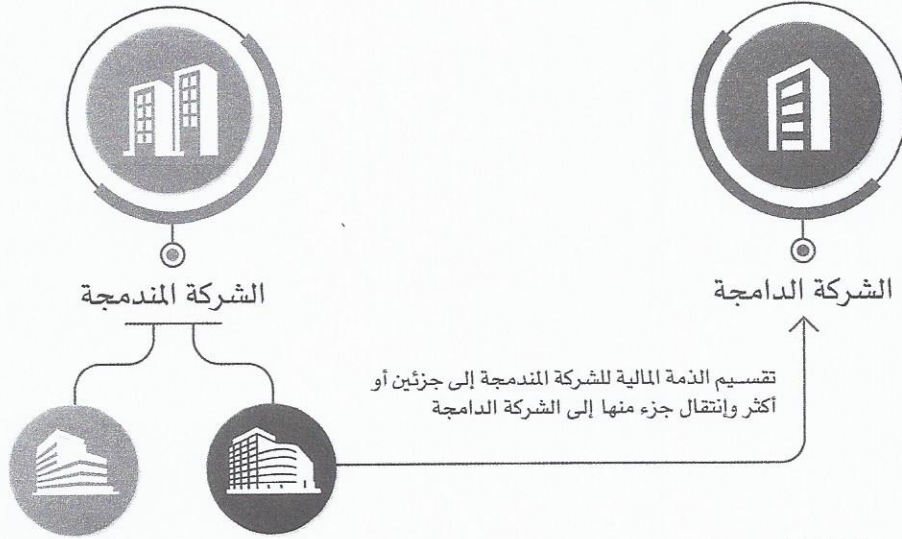 الشركة المندمجة
الشركة الدامجة
تقسيم الذمة المالية للشركة المندمجة إلى جزئين أو
أكثر وإنتقال جزء منها إلى الشركة الدامجة